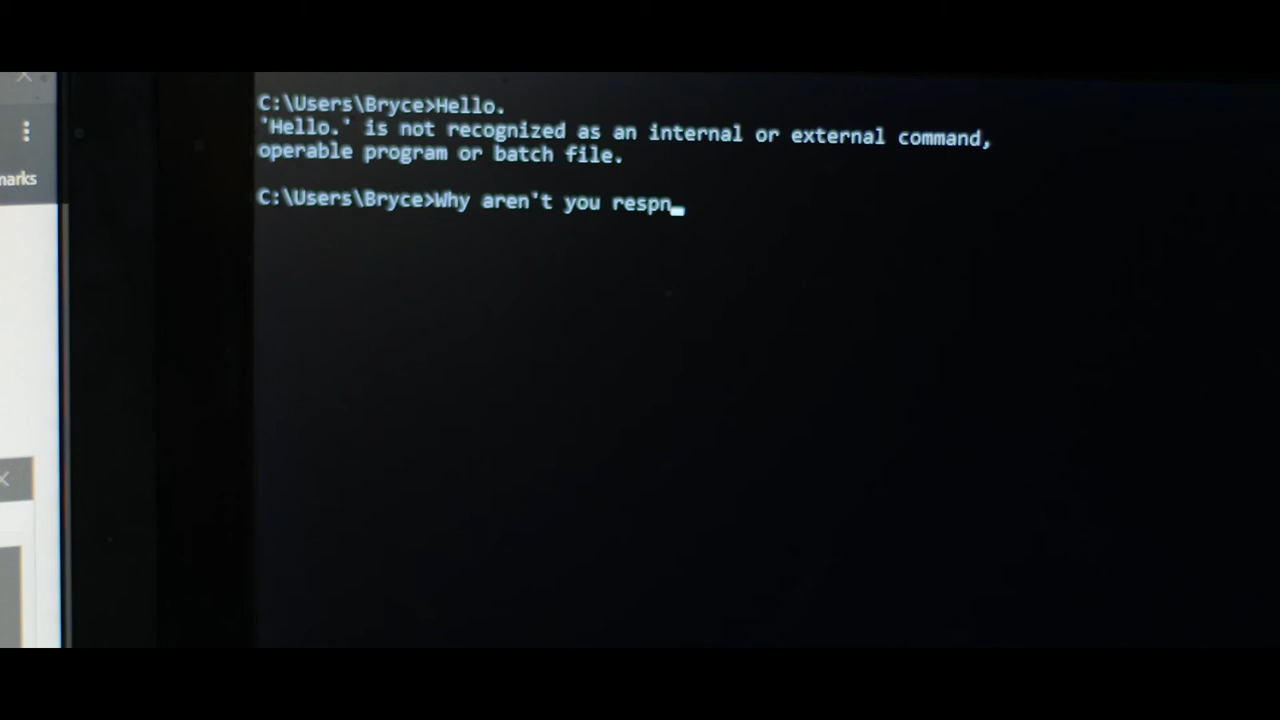 C:\Users\Bryce>Hello.
'Hello.' is not recognized as an internal or external command,
operable program or batch file.
C:\Users\Bryce>Why aren't you respn
marks